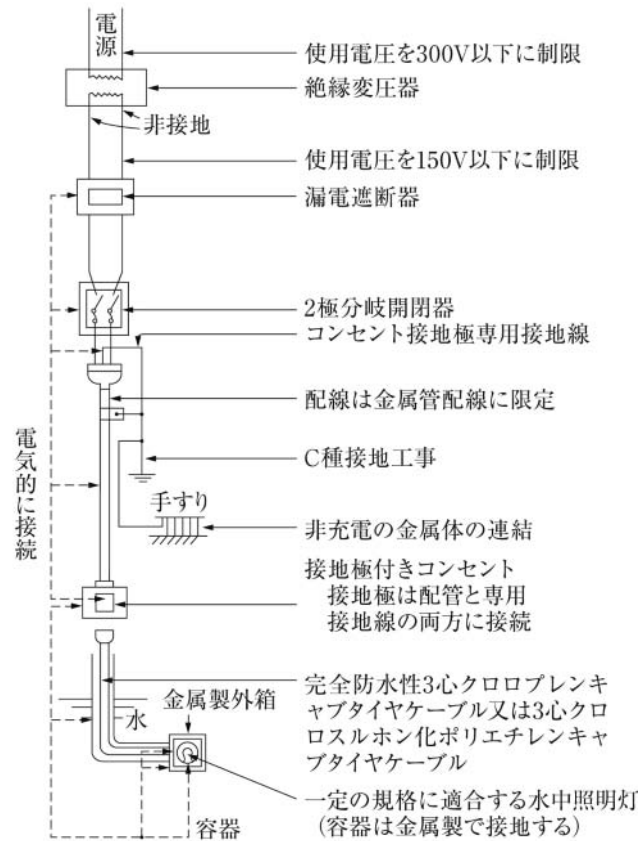 電源
使用電圧を300V以下に制限
絶縁変圧器
非接地
使用電圧を150V以下に制限
漏電遮断器
2極分岐開閉器
コンセント接地極専用接地線
配線は金属管配線に限定
電気的に接続
C種接地工事
手すり
非充電の金属体の連結
接地極付きコンセント
接地極は配管と専用
接地線の両方に接続
完全防水性3心クロロプレンキ
ャブタイヤケーブル又は3心クロ
ロスルホン化ポリエチレンキャ
ブタイヤケーブル
金属製外箱
水
一定の規格に適合する水中照明灯
(容器は金属製で接地する)
容器